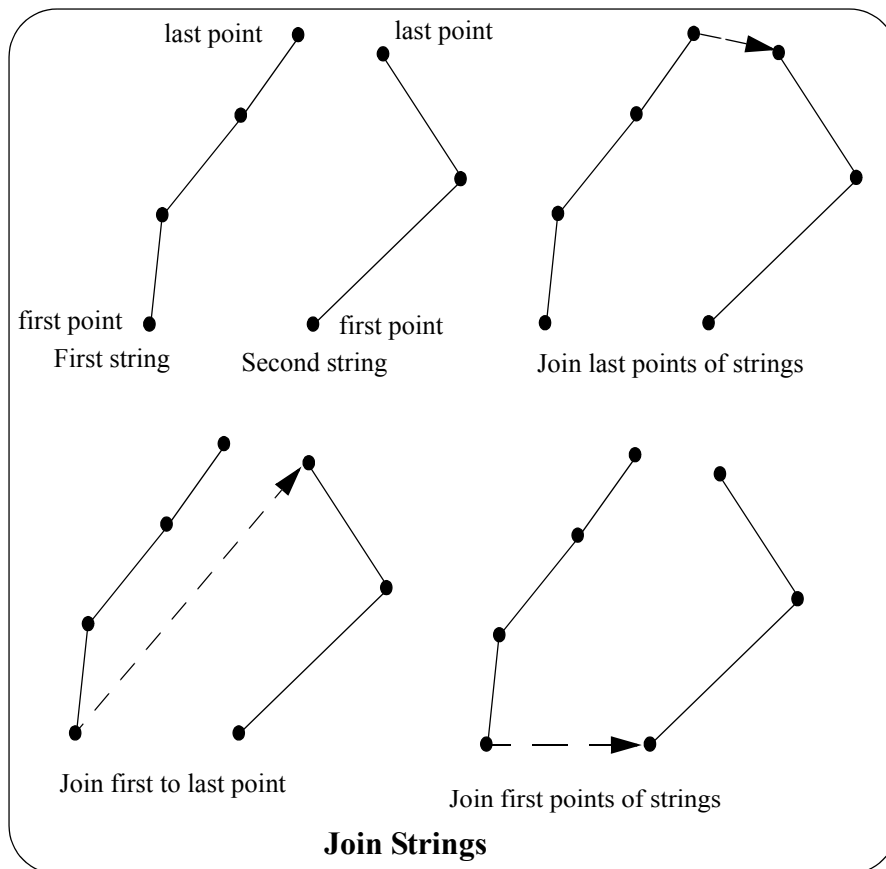 last point
last point
first point
first point
First string
Second string
Join last points of strings
Join first to last point
Join first points of strings
Join Strings